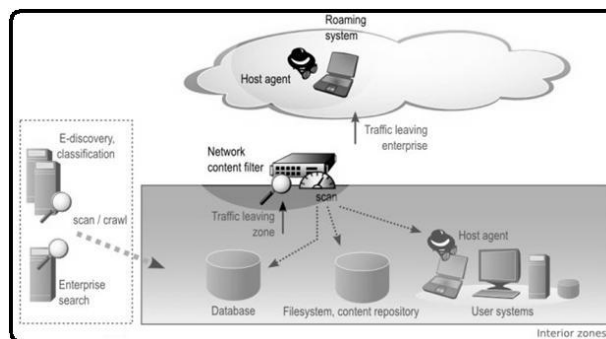 Roaming
system
Host agent
Traffic leaving
enterprise
Network
content filter
E-discovery,
classification
scan / crawl
Enterprise
search
scan
Traffic leaving
zone
Host agent
Database
Filesystem, content repository
User systems
Interior zones